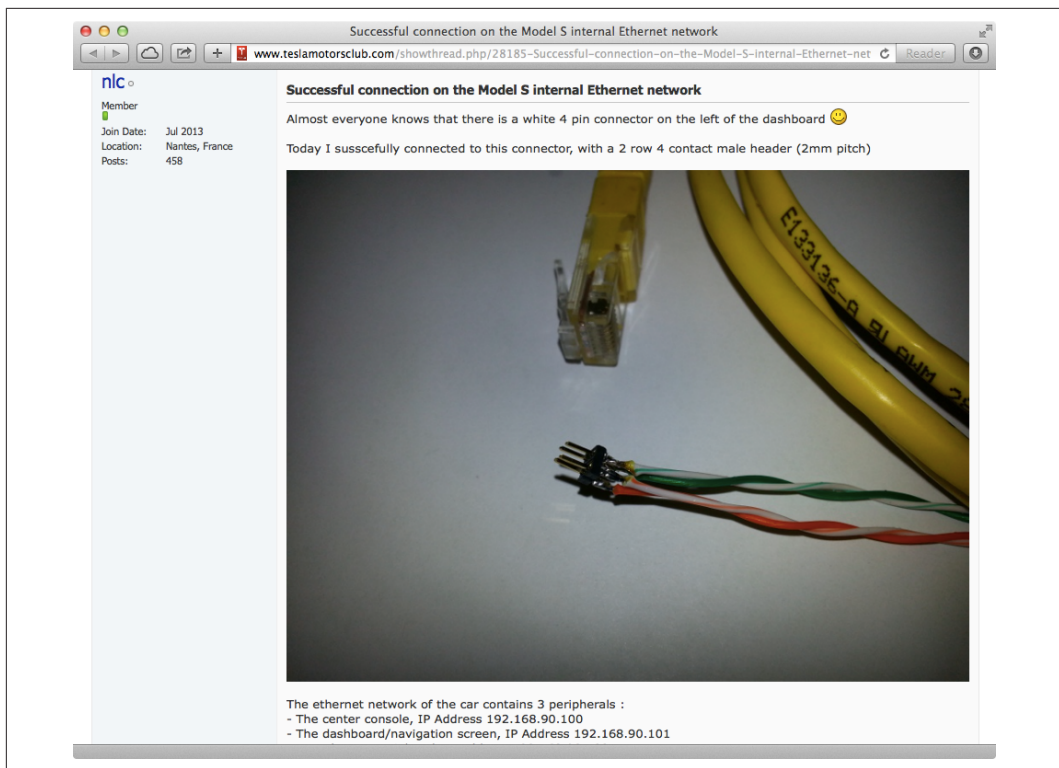 Successful connection on the Model S internal Ethernet network
www.teslamotorsclub.com/showthread.php/28185-Successful-connection-on-the-Model-S-internal-Ethernet-net
Reader
nlc
Member
Join Date: Jul 2013
Location: Nantes, France
Posts: 458
Successful connection on the Model S internal Ethernet network
Almost everyone knows that there is a white 4 pin connector on the left of the dashboard
Today I susscefully connected to this connector, with a 2 row 4 contact male header (2mm pitch)
E133136-A 91 AWM
The ethernet network of the car contains 3 peripherals :
- The center console, IP Address 192.168.90.100
- The dashboard/navigation screen, IP Address 192.168.90.101